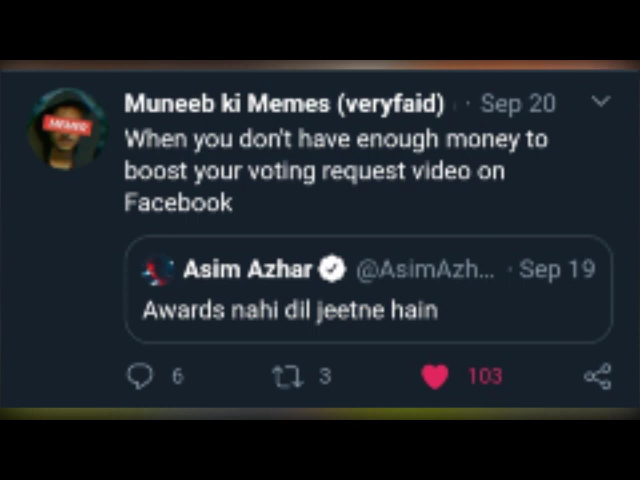 MEMES
Muneeb ki Memes (veryfaid) · Sep 20
When you don't have enough money to
boost your voting request video on
Facebook
Asim Azhar @AsimAzh... · Sep 19
Awards nahi dil jeetne hain
6 3 103